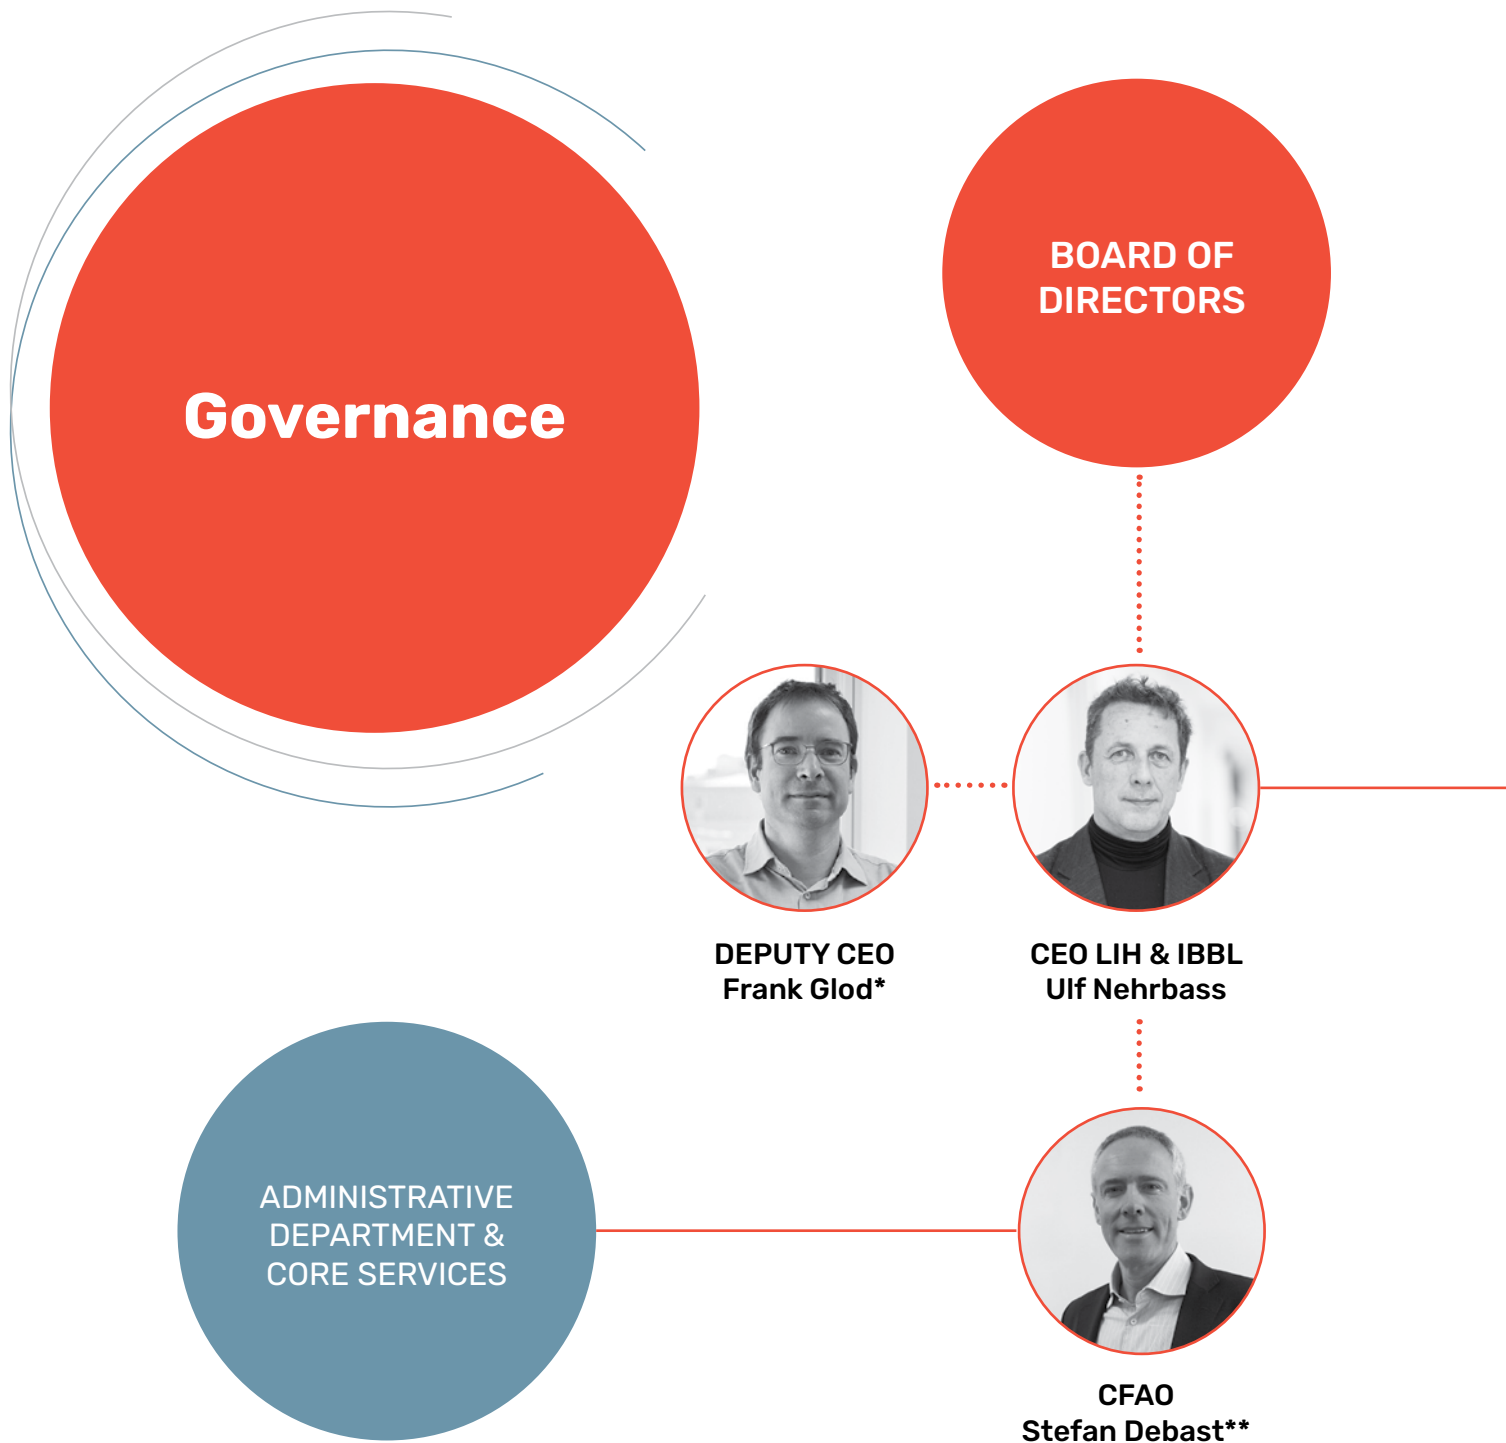 Governance
BOARD OF
DIRECTORS
DEPUTY CEO
Frank Glod*
CEO LIH & IBBL
Ulf Nehrbass
ADMINISTRATIVE
DEPARTMENT &
CORE SERVICES
CFAO
Stefan Debast**